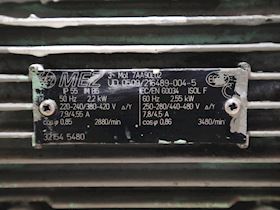 MEZ 3~ Mot. 7AA90L02
UD 0509/216489-004-5
IP 55 IM B5 IEC/EN 60034 ISOL F
50 Hz 2,2 kW 60 Hz 2,55 kW
220-240/380-420 V Δ/Y 250-280/440-480 V Δ/Y
7,9/4,55 A 7,8/4,5 A
cosφ 0,85 2880/min cosφ 0,86 3480/min
32154 5480